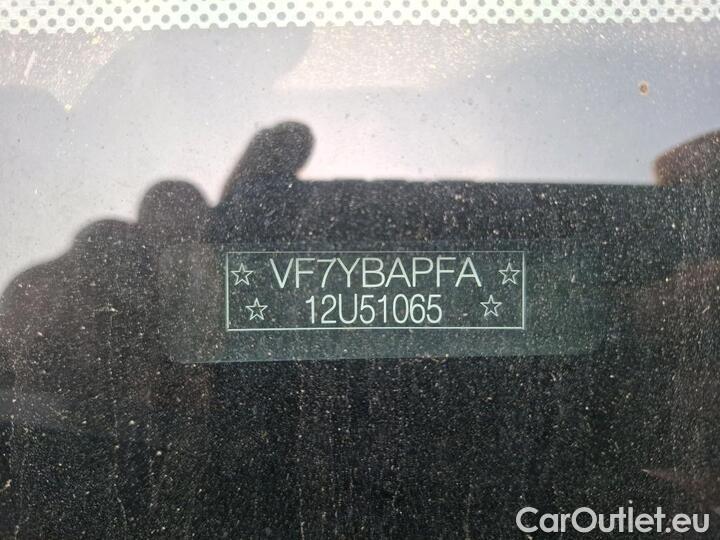 ☆ VF7YBAPFA ☆
☆ 12U51065 ☆
CarOutlet.eu